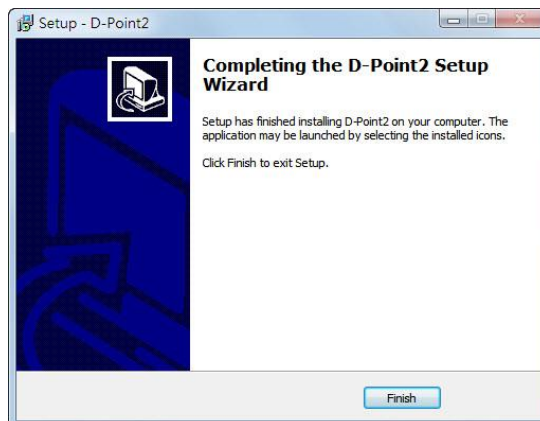 Setup - D-Point2
Completing the D-Point2 Setup
Wizard
Setup has finished installing D-Point2 on your computer. The
application may be launched by selecting the installed icons.
Click Finish to exit Setup.
Finish